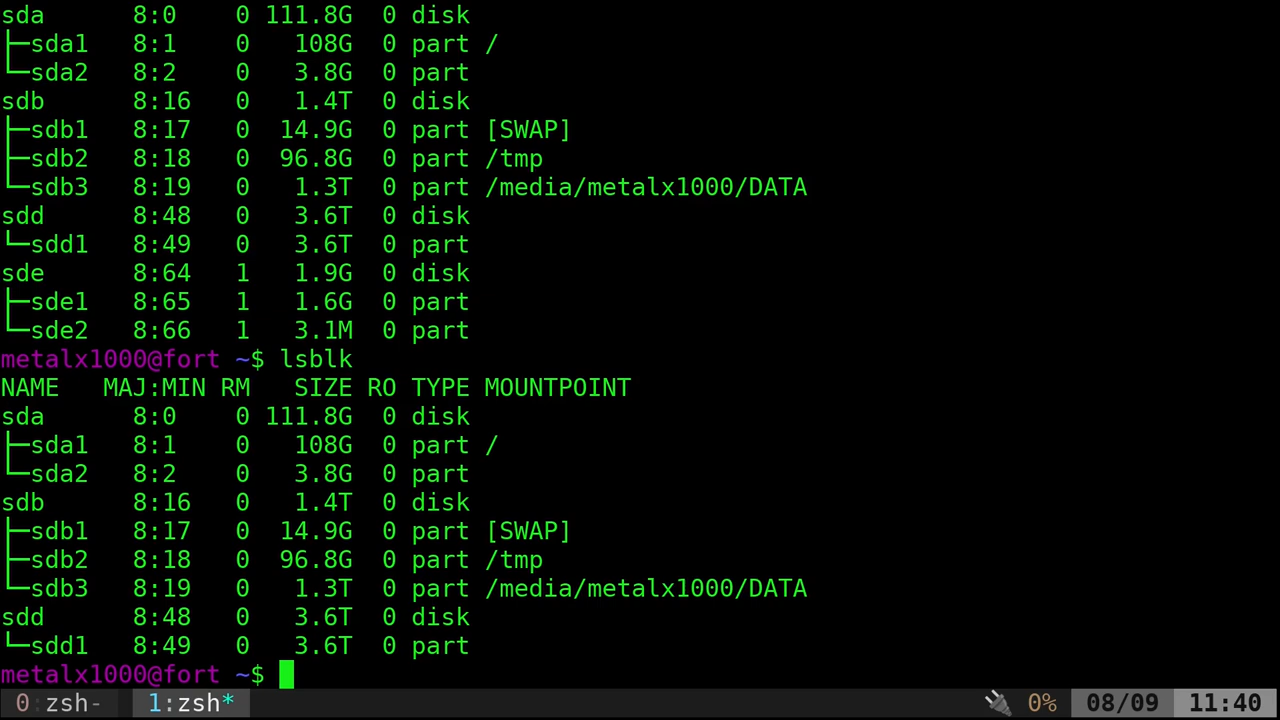 sda        8:0    0 111.8G  0 disk
├─sda1   8:1    0   108G  0 part /
└─sda2   8:2    0   3.8G  0 part
sdb        8:16   0   1.4T  0 disk
├─sdb1   8:17   0  14.9G  0 part [SWAP]
├─sdb2   8:18   0  96.8G  0 part /tmp
└─sdb3   8:19   0   1.3T  0 part /media/metalx1000/DATA
sdd        8:48   0   3.6T  0 disk
└─sdd1   8:49   0   3.6T  0 part
sde        8:64   1   1.9G  0 disk
├─sde1   8:65   1   1.6G  0 part
└─sde2   8:66   1   3.1M  0 part
metalx1000@fort ~$ lsblk
NAME   MAJ:MIN RM   SIZE RO TYPE MOUNTPOINT
sda        8:0    0 111.8G  0 disk
├─sda1   8:1    0   108G  0 part /
└─sda2   8:2    0   3.8G  0 part
sdb        8:16   0   1.4T  0 disk
├─sdb1   8:17   0  14.9G  0 part [SWAP]
├─sdb2   8:18   0  96.8G  0 part /tmp
└─sdb3   8:19   0   1.3T  0 part /media/metalx1000/DATA
sdd        8:48   0   3.6T  0 disk
└─sdd1   8:49   0   3.6T  0 part
metalx1000@fort ~$
0:zsh-  1:zsh*  0%  08/09  11:40